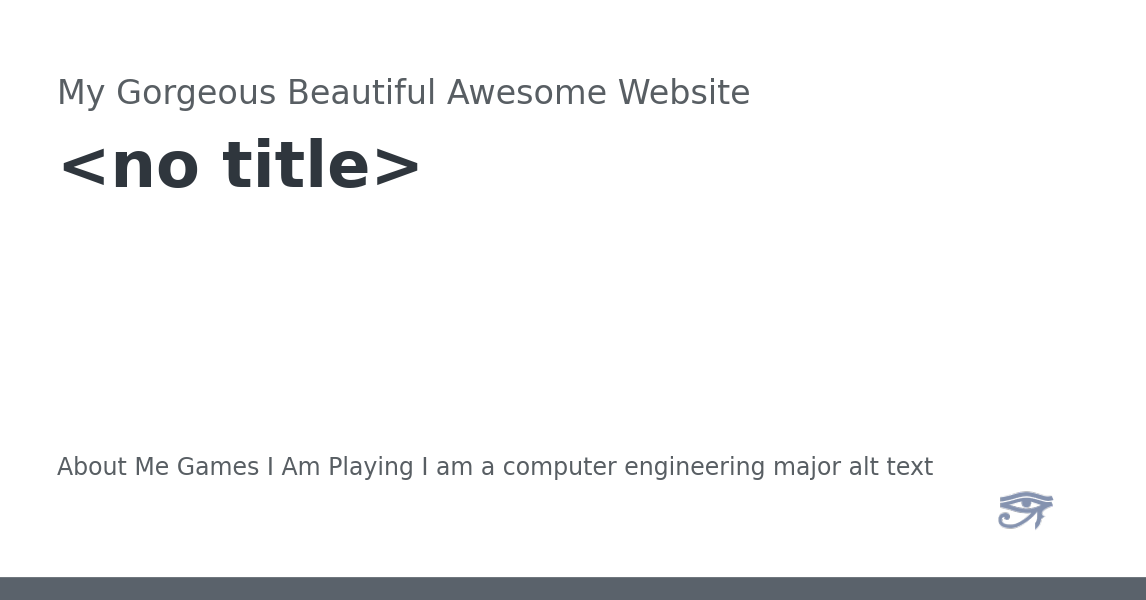 My Gorgeous Beautiful Awesome Website
<no title>
About Me Games I Am Playing I am a computer engineering major alt text